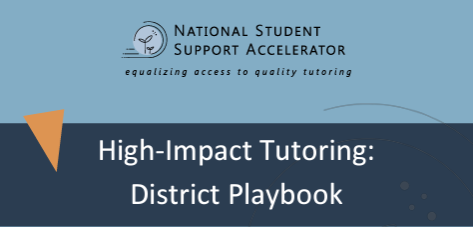 NATIONAL STUDENT
SUPPORT ACCELERATOR
equalizing access to quality tutoring
High-Impact Tutoring:
District Playbook